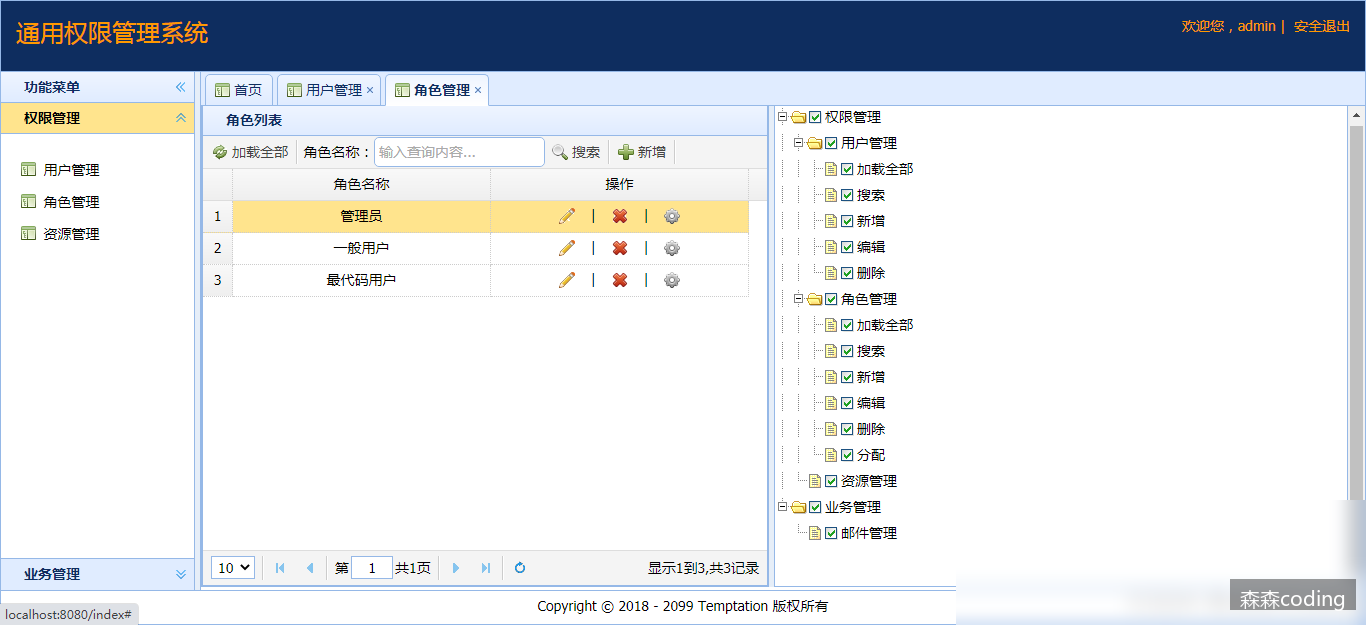 通用权限管理系统
欢迎您，admin | 安全退出
功能菜单
权限管理
用户管理
角色管理
资源管理
业务管理
首页 用户管理 × 角色管理 ×
角色列表
加载全部 角色名称： 输入查询内容... 搜索 新增
角色名称 操作
1 管理员 | |
2 一般用户 | |
3 最代码用户 | |
10 第 1 共1页 显示1到3,共3记录
权限管理
用户管理
加载全部
搜索
新增
编辑
删除
角色管理
加载全部
搜索
新增
编辑
删除
分配
资源管理
业务管理
邮件管理
Copyright © 2018 - 2099 Temptation 版权所有
localhost:8080/index#
森森coding